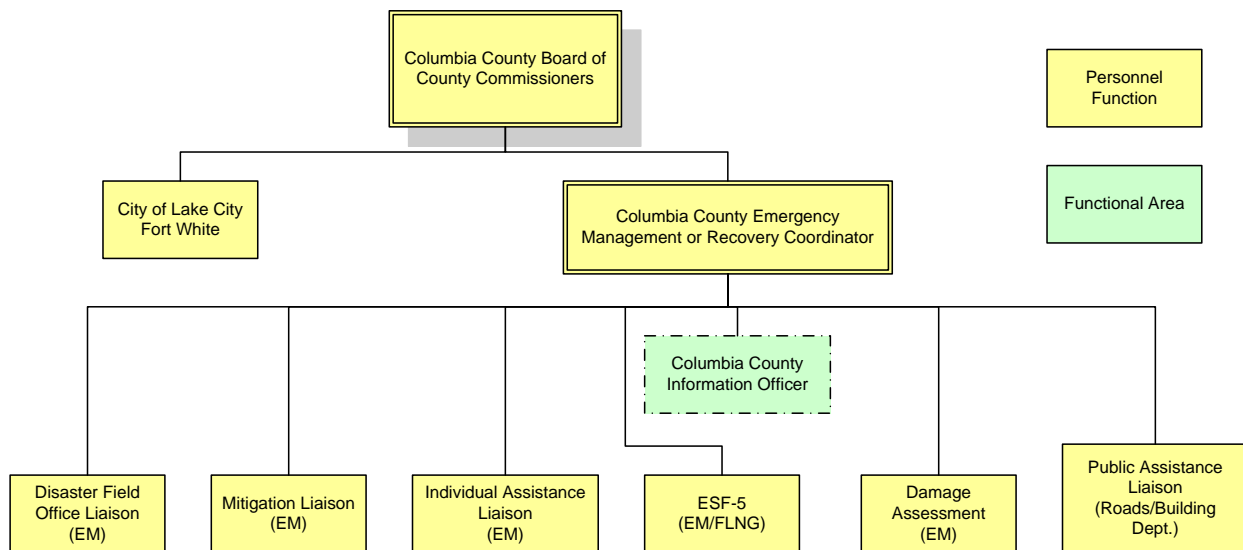 Columbia County Board of
County Commissioners
Personnel
Function
City of Lake City
Fort White
Columbia County Emergency
Management or Recovery Coordinator
Functional Area
Columbia County
Information Officer
Disaster Field
Office Liaison
(EM)
Mitigation Liaison
(EM)
Individual Assistance
Liaison
(EM)
ESF-5
(EM/FLNG)
Damage
Assessment
(EM)
Public Assistance
Liaison
(Roads/Building
Dept.)